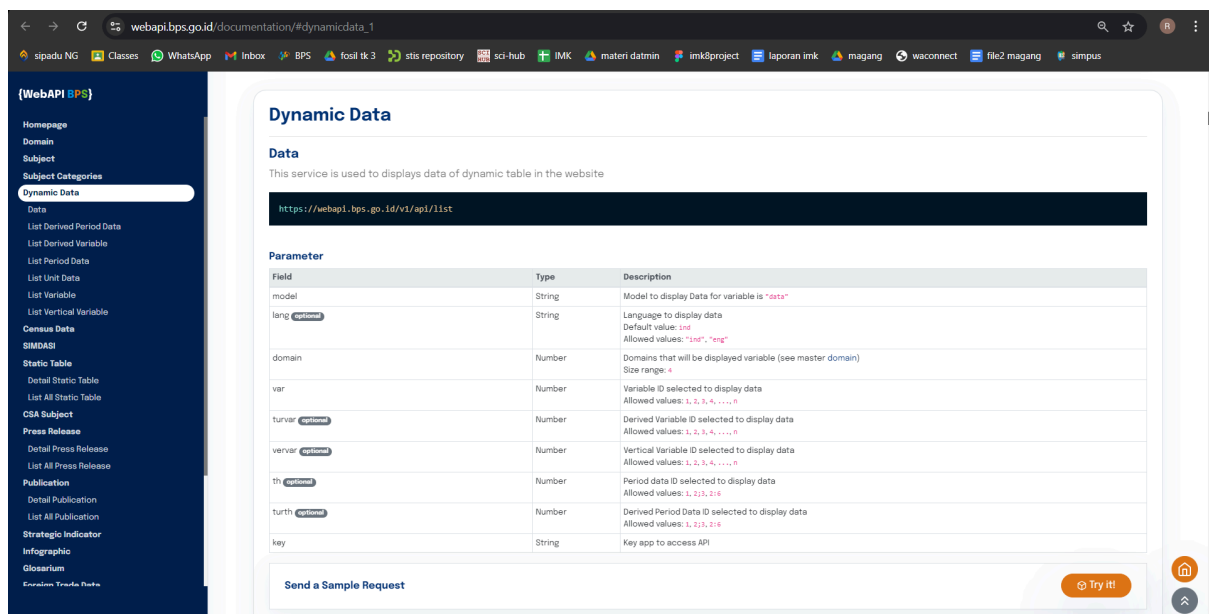 webapi.bps.go.id/documentation/#dynamicdata_1
R
sipadu NG Classes WhatsApp Inbox BPS fosil tk 3 stis repository SCI HUB sci-hub IMK materi datmin imk8project laporan imk magang waconnect file2 magang simpus
{WebAPI BPS}
Homepage
Domain
Subject
Subject Categories
Dynamic Data
Data
List Derived Period Data
List Derived Variable
List Period Data
List Unit Data
List Variable
List Vertical Variable
Census Data
SIMDASI
Static Table
Detail Static Table
List All Static Table
CSA Subject
Press Release
Detail Press Release
List All Press Release
Publication
Detail Publication
List All Publication
Strategic Indicator
Infographic
Glosarium
Foreign Trade Data
Dynamic Data
Data
This service is used to displays data of dynamic table in the website
https://webapi.bps.go.id/v1/api/list
Parameter
Field Type Description
model String Model to display Data for variable is "data"
lang optional String Language to display data
Default value: ind
Allowed values: "ind", "eng"
domain Number Domains that will be displayed variable (see master domain)
Size range: 4
var Number Variable ID selected to display data
Allowed values: 1, 2, 3, 4, ..., n
turvar optional Number Derived Variable ID selected to display data
Allowed values: 1, 2, 3, 4, ..., n
vervar optional Number Vertical Variable ID selected to display data
Allowed values: 1, 2, 3, 4, ..., n
th optional Number Period data ID selected to display data
Allowed values: 1, 2;3, 2:6
turth optional Number Derived Period Data ID selected to display data
Allowed values: 1, 2;3, 2:6
key String Key app to access API
Send a Sample Request
Try it!